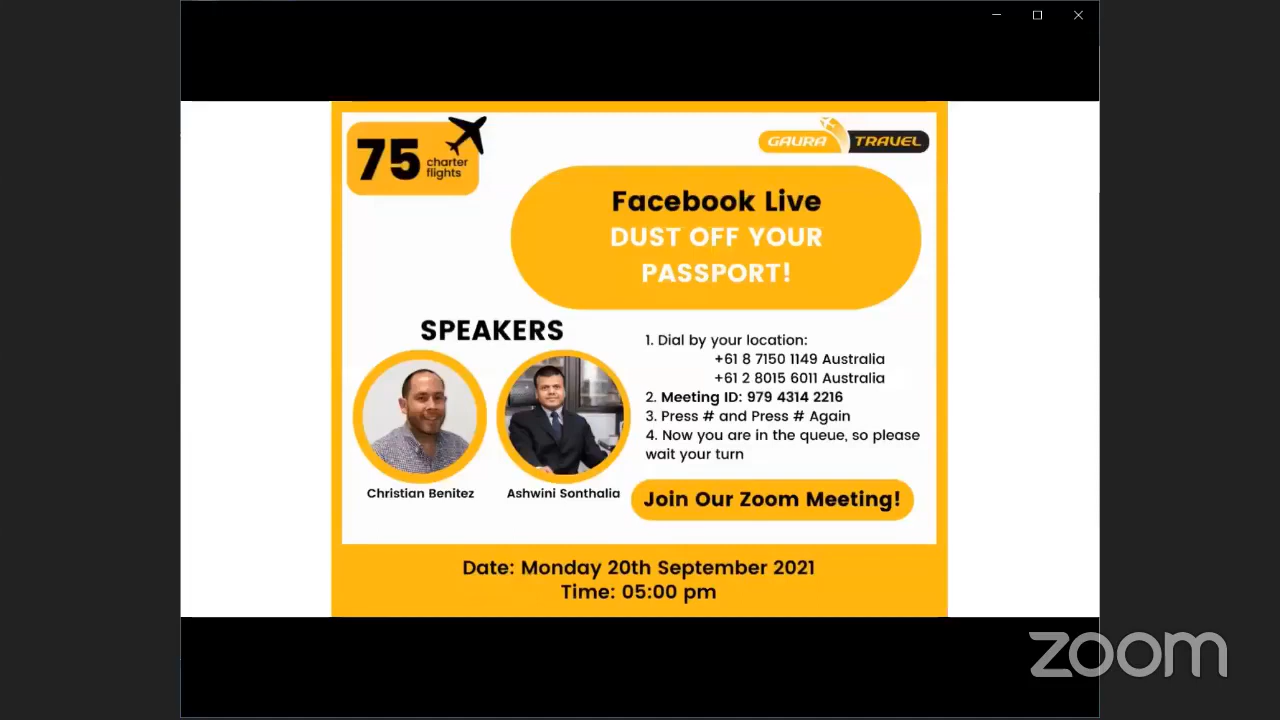 75 charter
flights
GAURA TRAVEL
Facebook Live
DUST OFF YOUR
PASSPORT!
SPEAKERS
Christian Benitez
Ashwini Sonthalia
1. Dial by your location:
+61 8 7150 1149 Australia
+61 2 8015 6011 Australia
2. Meeting ID: 979 4314 2216
3. Press # and Press # Again
4. Now you are in the queue, so please
wait your turn
Join Our Zoom Meeting!
Date: Monday 20th September 2021
Time: 05:00 pm
zoom